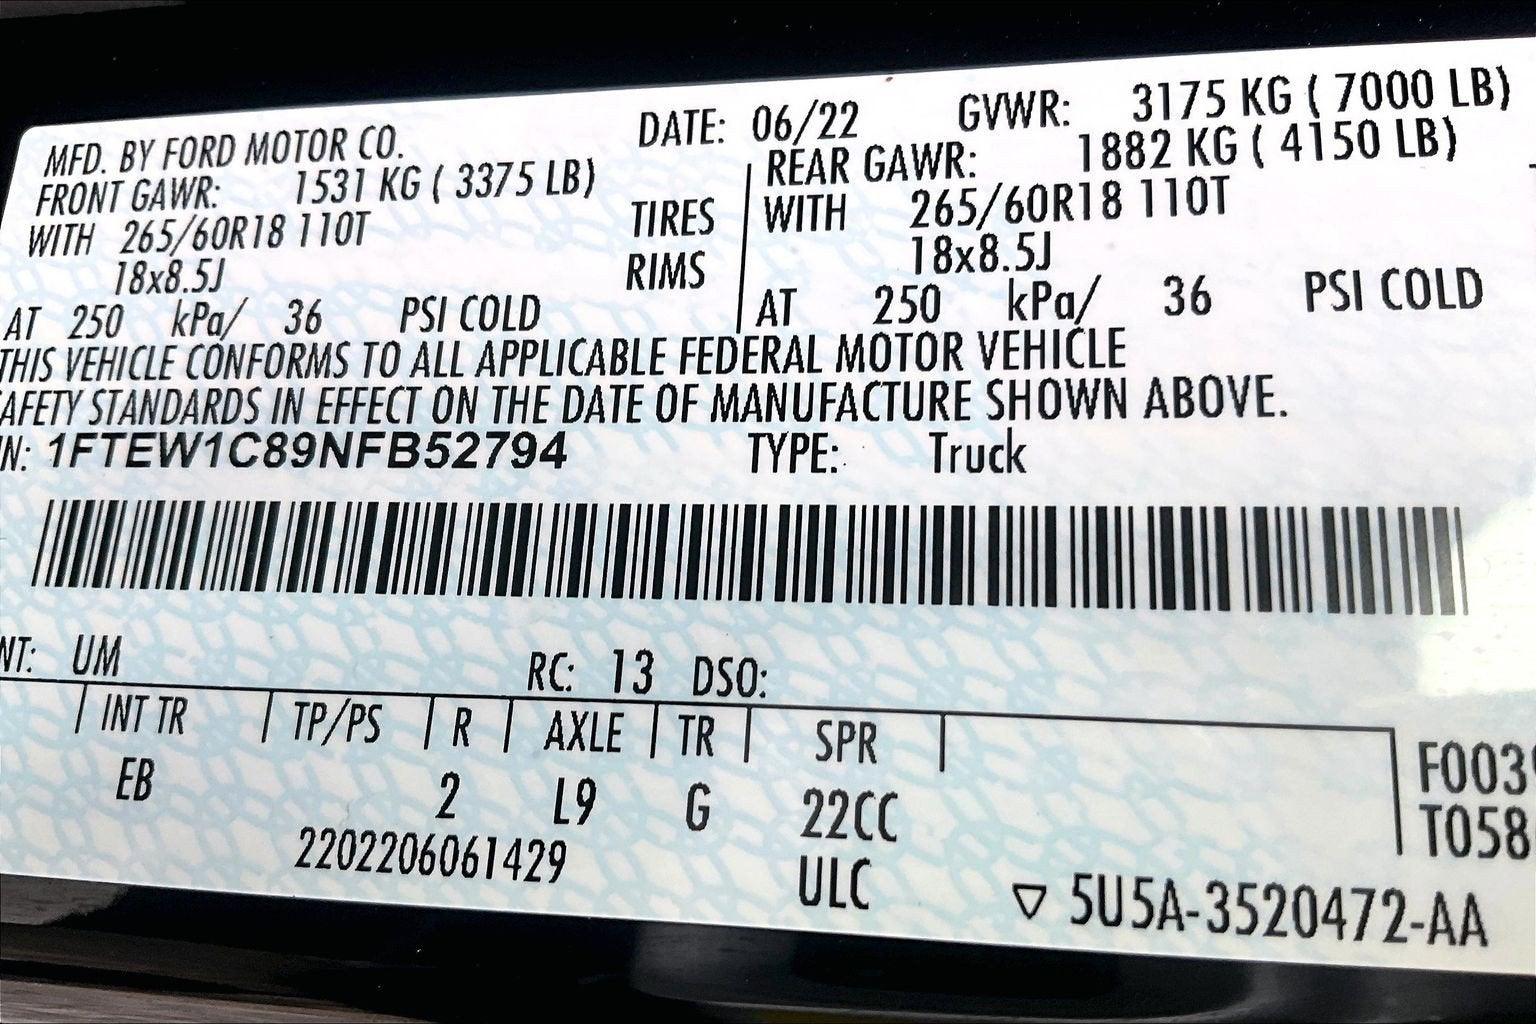 MFD. BY FORD MOTOR CO. DATE: 06/22 GVWR: 3175 KG ( 7000 LB)
FRONT GAWR: 1531 KG ( 3375 LB) REAR GAWR: 1882 KG ( 4150 LB)
WITH 265/60R18 110T TIRES WITH 265/60R18 110T
18x8.5J RIMS 18x8.5J
AT 250 kPa/ 36 PSI COLD AT 250 kPa/ 36 PSI COLD
THIS VEHICLE CONFORMS TO ALL APPLICABLE FEDERAL MOTOR VEHICLE
AFETY STANDARDS IN EFFECT ON THE DATE OF MANUFACTURE SHOWN ABOVE.
N: 1FTEW1C89NFB52794 TYPE: Truck
NT: UM RC: 13 DSO:
INT TR TP/PS R AXLE TR SPR
EB 2 L9 G 22CC
F003
T058
2202206061429 ULC
5U5A-3520472-AA